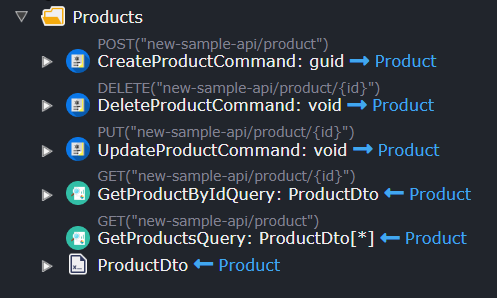 Products
POST("new-sample-api/product")
CreateProductCommand: guid → Product
DELETE("new-sample-api/product/{id}")
DeleteProductCommand: void → Product
PUT("new-sample-api/product/{id}")
UpdateProductCommand: void → Product
GET("new-sample-api/product/{id}")
GetProductByIdQuery: ProductDto ← Product
GET("new-sample-api/product")
GetProductsQuery: ProductDto[*] ← Product
ProductDto ← Product